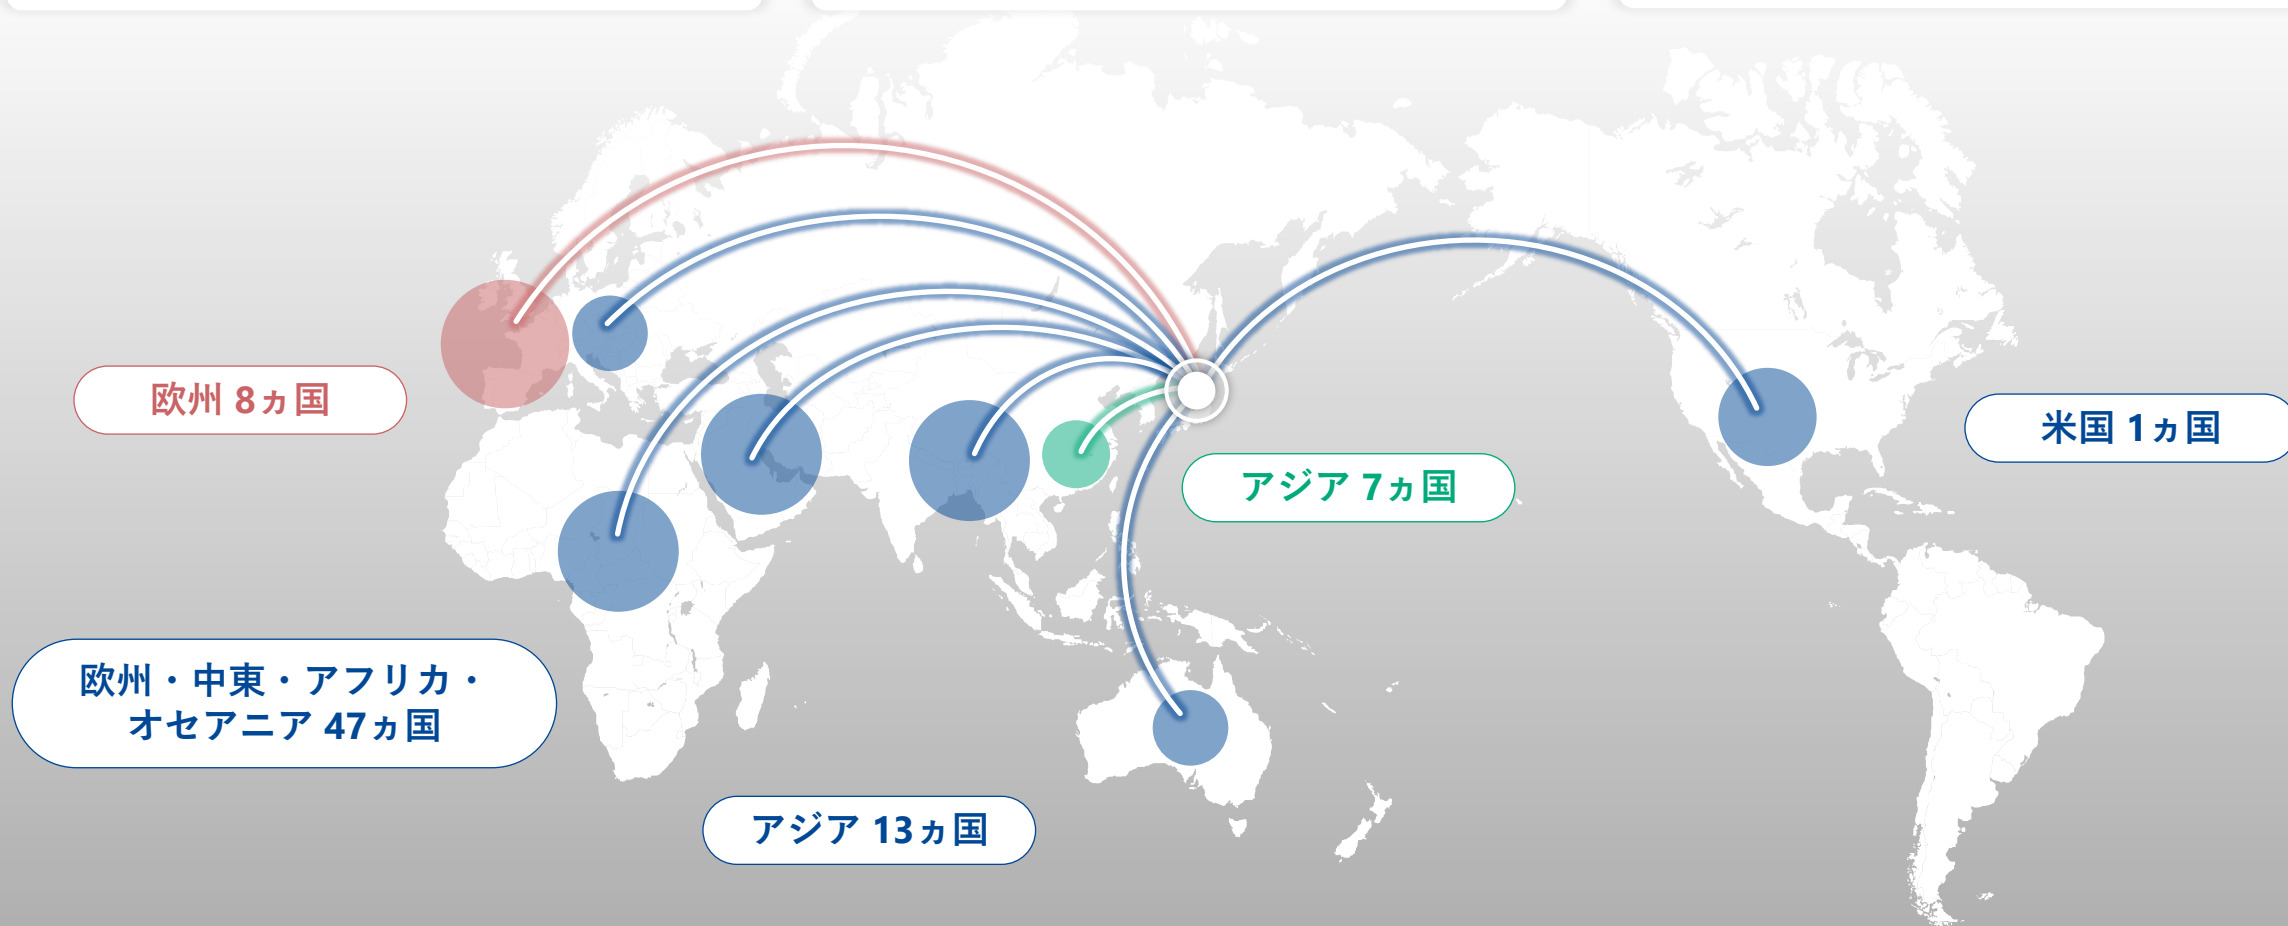 欧州 8ヵ国
米国 1ヵ国
アジア 7ヵ国
欧州・中東・アフリカ・
オセアニア 47ヵ国
アジア 13ヵ国